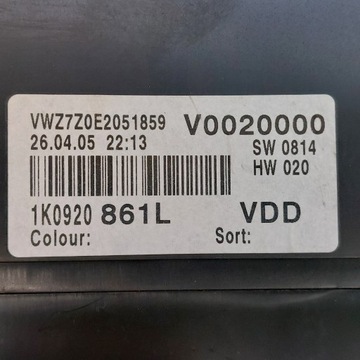 VWZ7Z0E2051859 V0020000
26.04.05 22:13 SW 0814
HW 020
1K0920 861L VDD
Colour: Sort: